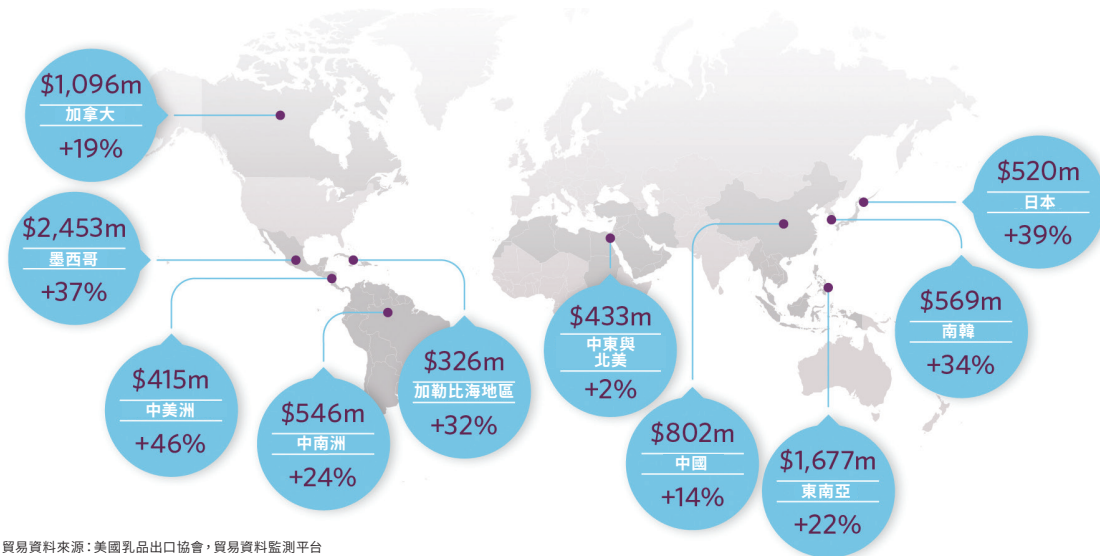 $1,096m
加拿大
+19%
$2,453m
墨西哥
+37%
$415m
中美洲
+46%
$546m
中南洲
+24%
$326m
加勒比海地區
+32%
$433m
中東與
北美
+2%
$802m
中國
+14%
$1,677m
東南亞
+22%
$569m
南韓
+34%
$520m
日本
+39%
貿易資料來源：美國乳品出口協會，貿易資料監測平台